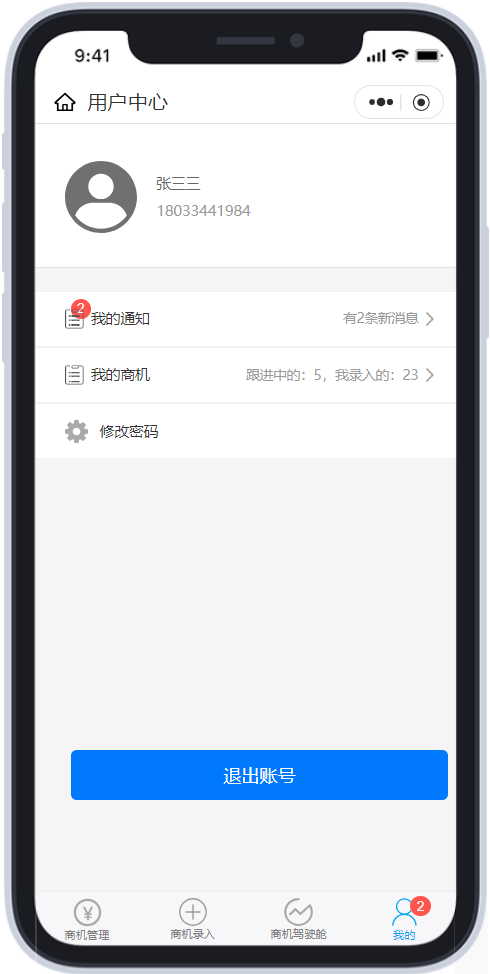 9:41
用户中心
张三三
18033441984
2
我的通知 有2条新消息
我的商机 跟进中的：5，我录入的：23
修改密码
退出账号
¥
2
商机管理 商机录入 商机驾驶舱 我的